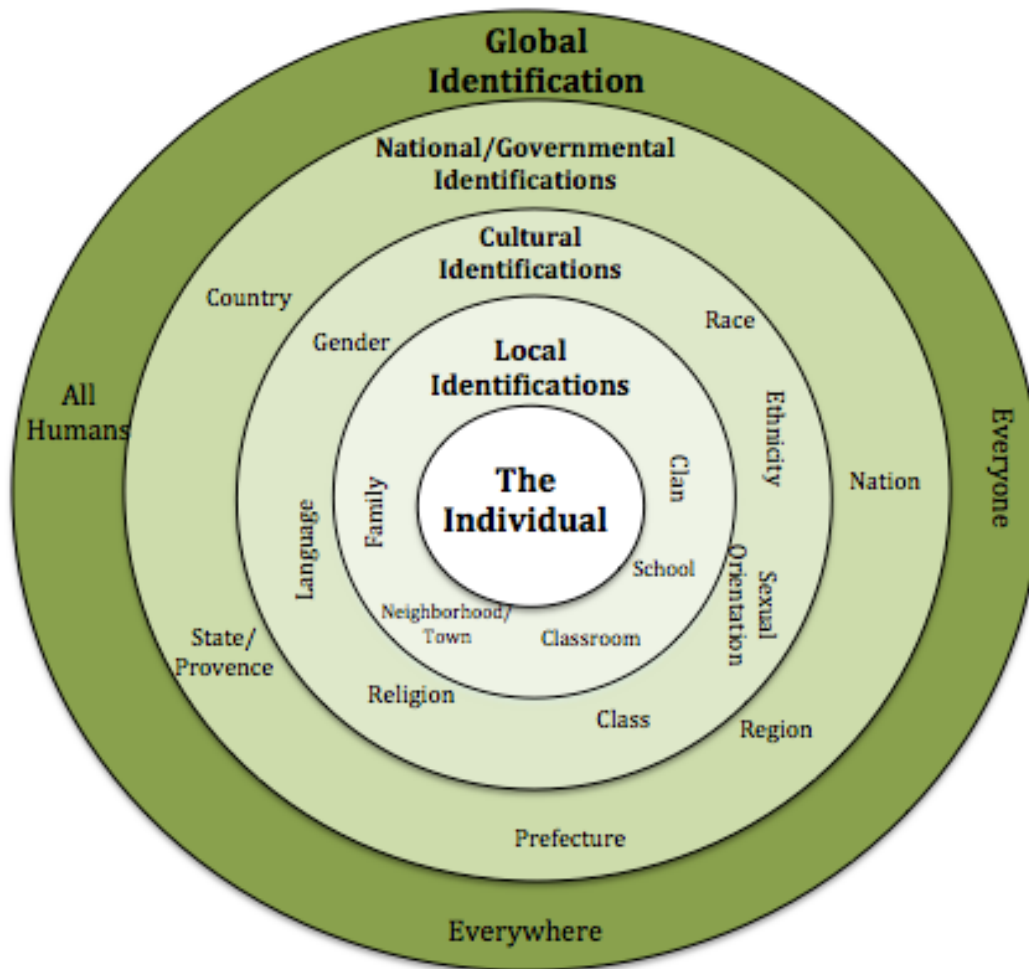 Global
Identification
National/Governmental
Identifications
Cultural
Identifications
Country
Race
Gender
Local
Identifications
All
Humans
Ethnicity
Everyone
Clan
Nation
The
Individual
Family
Language
School
Sexual
Orientation
Neighborhood/
Town
Classroom
State/
Provence
Religion
Class
Region
Prefecture
Everywhere